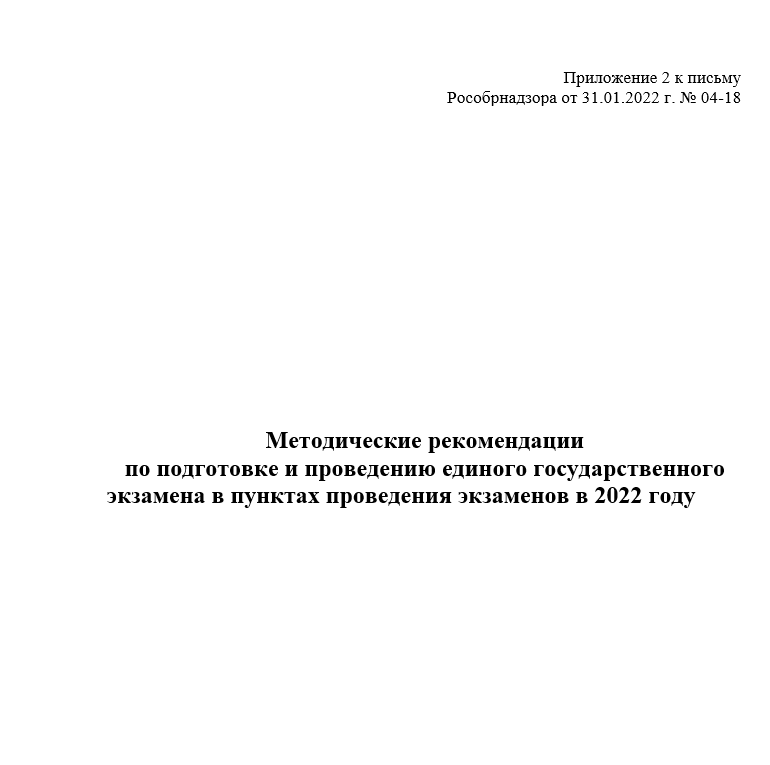 Приложение 2 к письму
Рособрнадзора от 31.01.2022 г. № 04-18
Методические рекомендации
по подготовке и проведению единого государственного
экзамена в пунктах проведения экзаменов в 2022 году